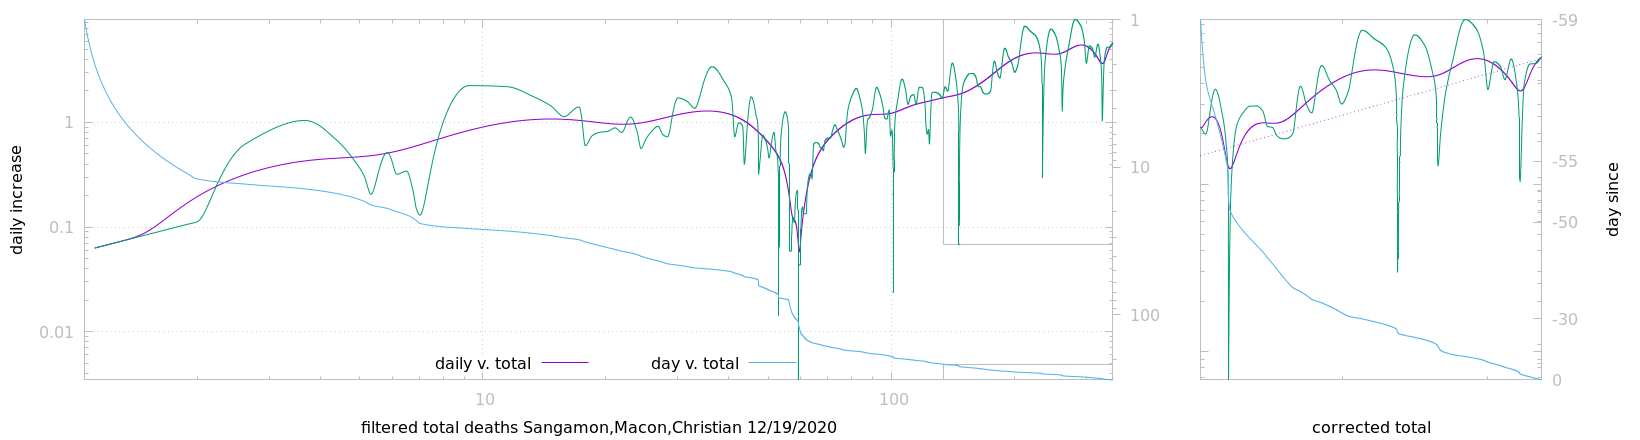 1
-59
daily increase
1
10
-55
day since
0.1
-50
0.01
100
-30
daily v. total
day v. total
0
10
100
filtered total deaths Sangamon,Macon,Christian 12/19/2020
corrected total